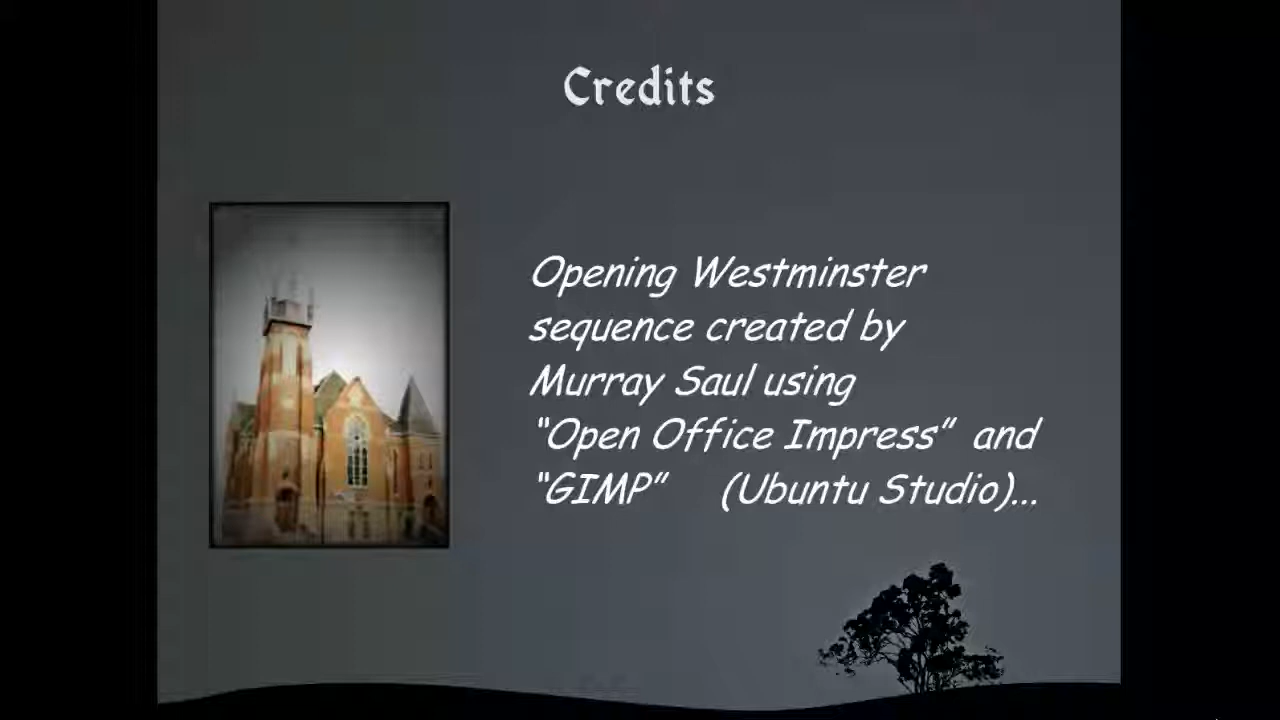 Credits
Opening Westminster
sequence created by
Murray Saul using
“Open Office Impress” and
“GIMP” (Ubuntu Studio)...